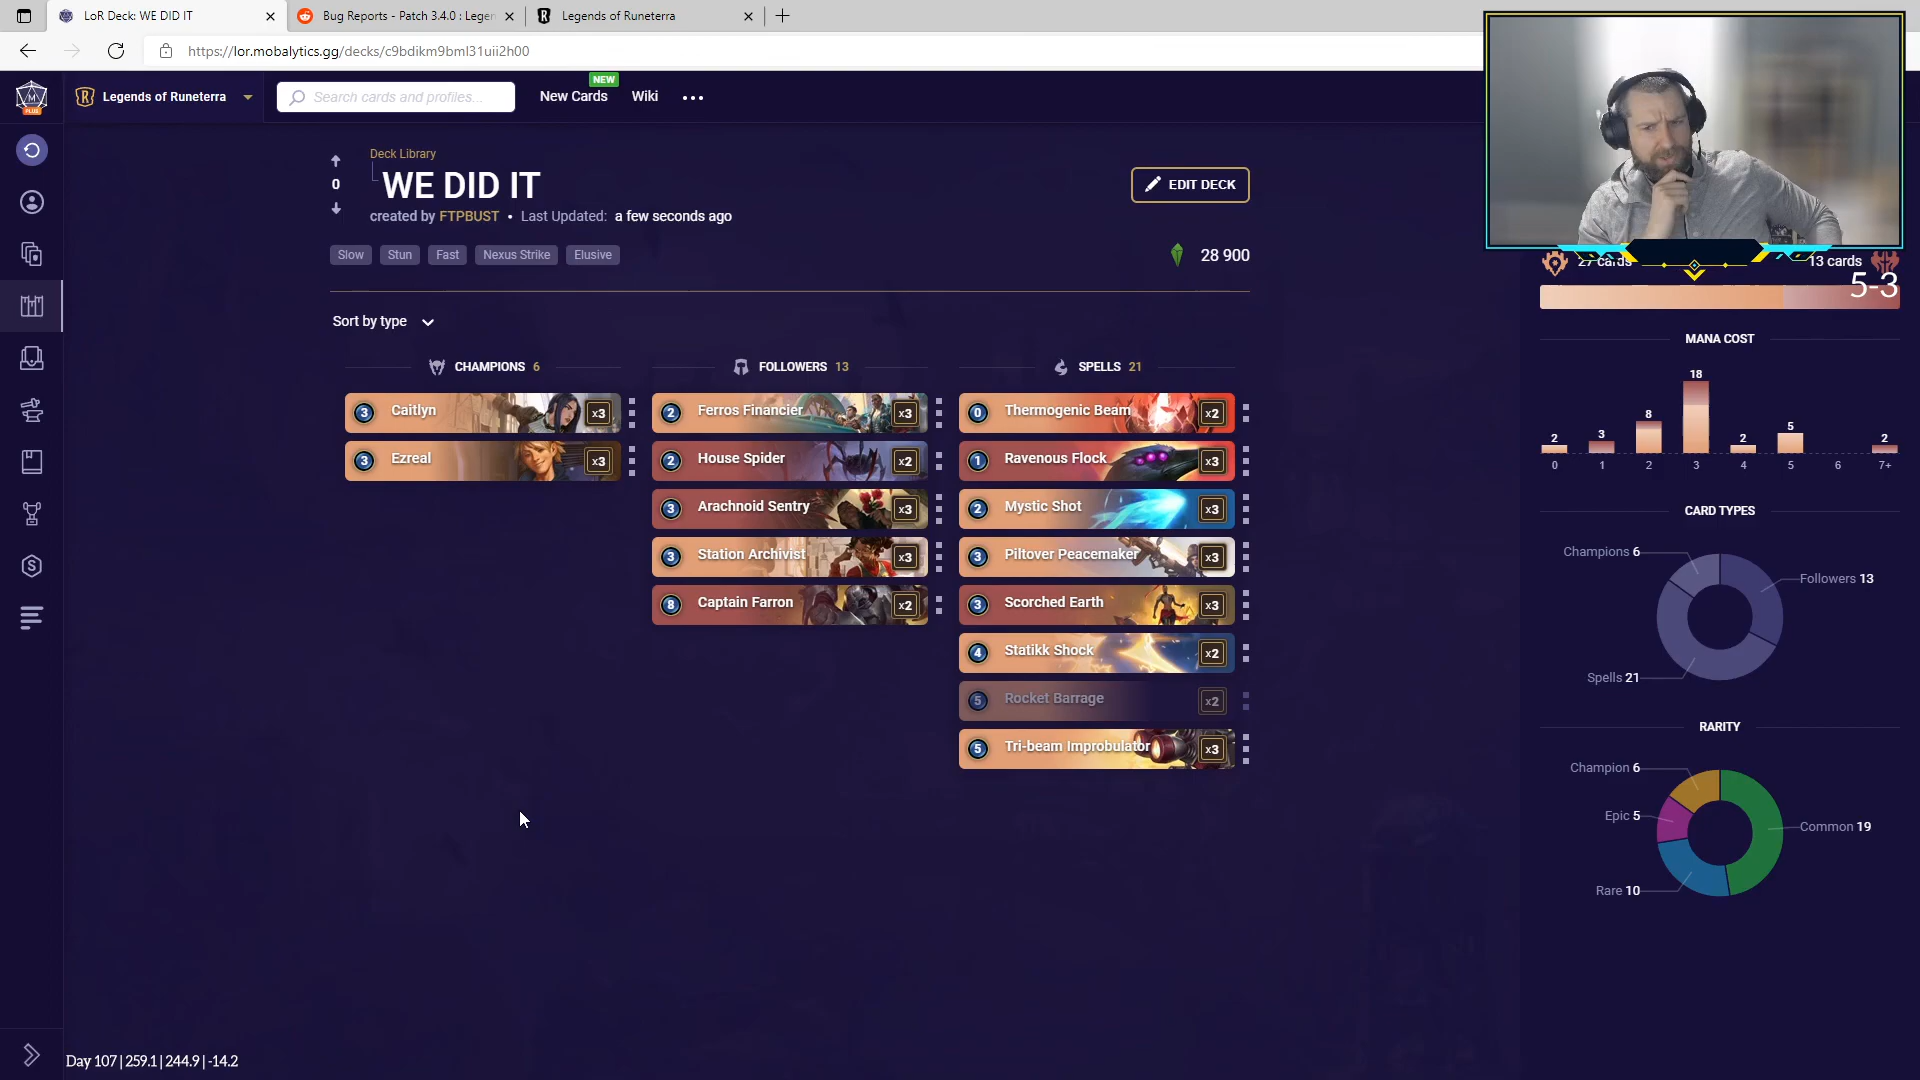 LoR Deck: WE DID IT
Bug Reports - Patch 3.4.0 : Legen
Legends of Runeterra
https://lor.mobalytics.gg/decks/c9bdikm9bml31uii2h00
PLUS
Legends of Runeterra
Search cards and profiles...
NEW
New Cards
Wiki
Deck Library
0
WE DID IT
EDIT DECK
created by FTPBUST • Last Updated: a few seconds ago
Slow
Stun
Fast
Nexus Strike
Elusive
28 900
27 cards
13 cards
5-3
Sort by type
CHAMPIONS 6
3 Caitlyn x3
3 Ezreal x3
FOLLOWERS 13
2 Ferros Financier x3
2 House Spider x2
3 Arachnoid Sentry x3
3 Station Archivist x3
8 Captain Farron x2
SPELLS 21
0 Thermogenic Beam x2
1 Ravenous Flock x3
2 Mystic Shot x3
3 Piltover Peacemaker x3
3 Scorched Earth x3
4 Statikk Shock x2
5 Rocket Barrage x2
5 Tri-beam Improbulator x3
MANA COST
2 3 8 18 2 5 2
0 1 2 3 4 5 6 7+
CARD TYPES
Champions 6
Followers 13
Spells 21
RARITY
Champion 6
Epic 5
Common 19
Rare 10
Day 107 | 259.1 | 244.9 | -14.2